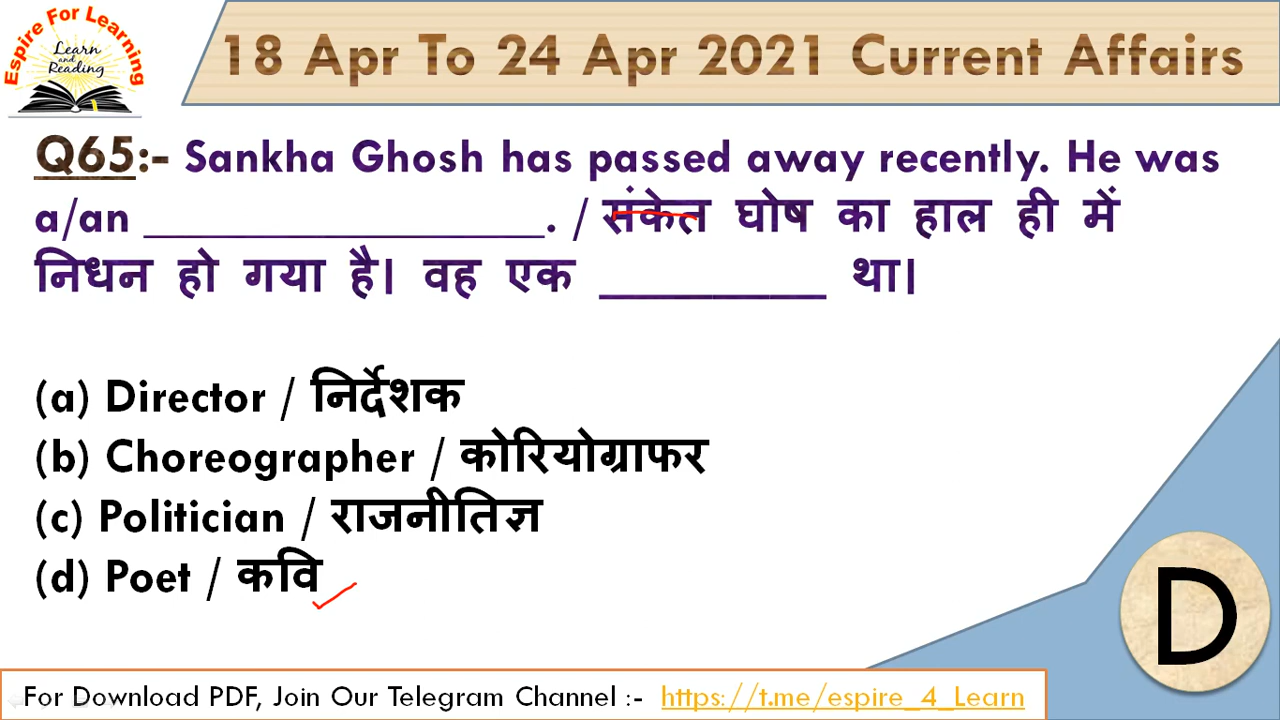 Espire For Learning
Learn
and
Reading
18 Apr To 24 Apr 2021 Current Affairs
Q65:- Sankha Ghosh has passed away recently. He was
a/an __________________. / संकेत घोष का हाल ही में
निधन हो गया है। वह एक __________ था।
(a) Director / निर्देशक
(b) Choreographer / कोरियोग्राफर
(c) Politician / राजनीतिज्ञ
(d) Poet / कवि
D
For Download PDF, Join Our Telegram Channel :- https://t.me/espire_4_Learn